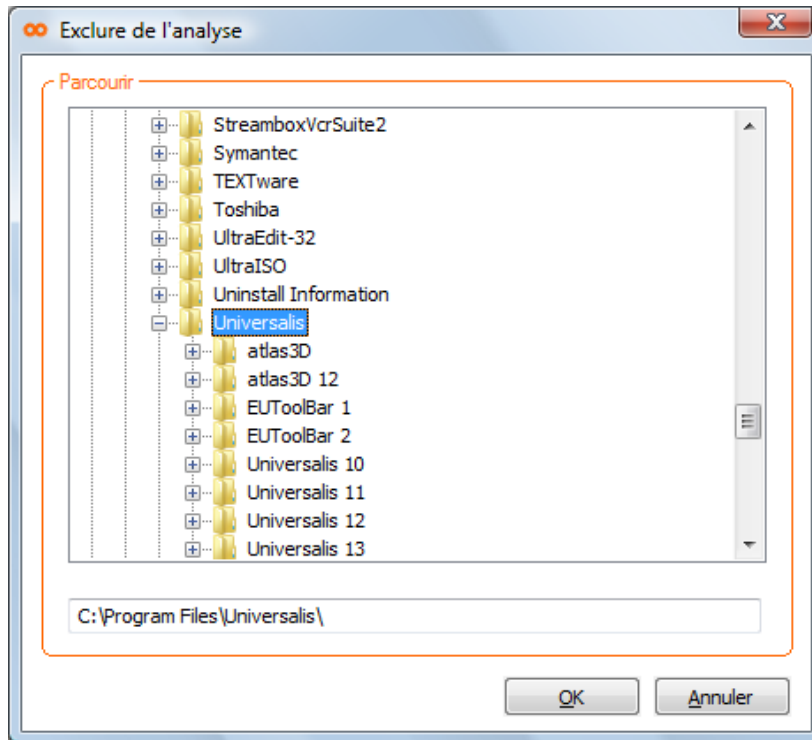 Exclure de l'analyse
Parcourir
StreamboxVcrSuite2
Symantec
TEXTware
Toshiba
UltraEdit-32
UltraISO
Uninstall Information
Universalis
atlas3D
atlas3D 12
EUToolBar 1
EUToolBar 2
Universalis 10
Universalis 11
Universalis 12
Universalis 13
C:\Program Files\Universalis\
OK Annuler